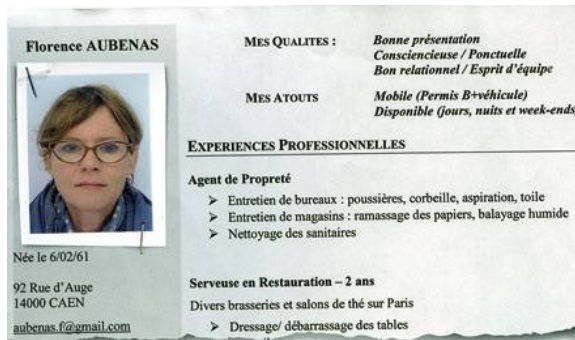 Florence AUBENAS
Née le 6/02/61
92 Rue d'Auge
14000 CAEN
aubenas.f@gmail.com
MES QUALITES : Bonne présentation
Consciencieuse / Ponctuelle
Bon relationnel / Esprit d'équipe
MES ATOUTS Mobile (Permis B+véhicule)
Disponible (jours, nuits et week-ends
EXPERIENCES PROFESSIONNELLES
Agent de Propreté
➢ Entretien de bureaux : poussières, corbeille, aspiration, toile
➢ Entretien de magasins : ramassage des papiers, balayage humide
➢ Nettoyage des sanitaires
Serveuse en Restauration – 2 ans
Divers brasseries et salons de thé sur Paris
➢ Dressage/ débarrassage des tables